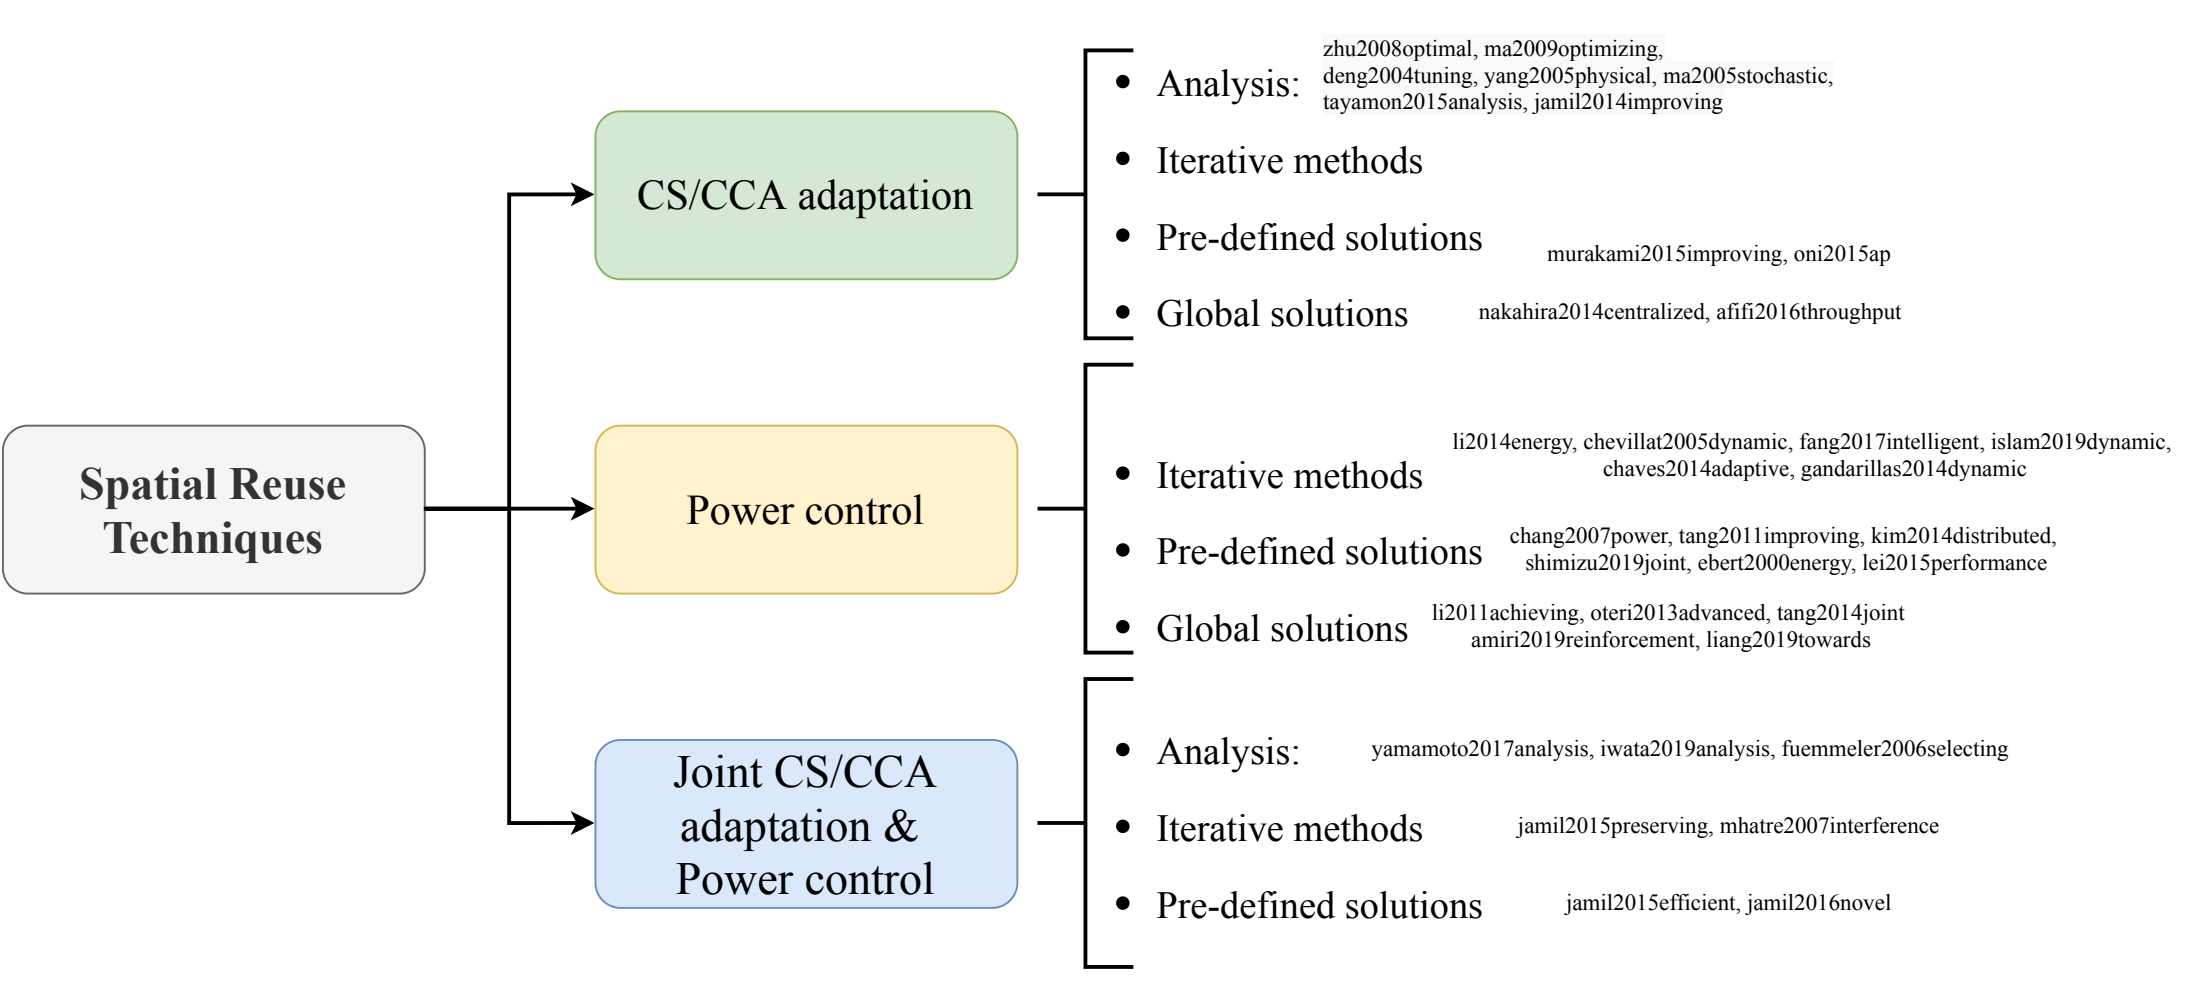 Spatial Reuse
Techniques
CS/CCA adaptation
• Analysis:
zhu2008optimal, ma2009optimizing,
deng2004tuning, yang2005physical, ma2005stochastic,
tayamon2015analysis, jamil2014improving
• Iterative methods
• Pre-defined solutions
murakami2015improving, oni2015ap
• Global solutions
nakahira2014centralized, afifi2016throughput
Power control
• Iterative methods
li2014energy, chevillat2005dynamic, fang2017intelligent, islam2019dynamic,
chaves2014adaptive, gandarillas2014dynamic
• Pre-defined solutions
chang2007power, tang2011improving, kim2014distributed,
shimizu2019joint, ebert2000energy, lei2015performance
• Global solutions
li2011achieving, oteri2013advanced, tang2014joint
amiri2019reinforcement, liang2019towards
Joint CS/CCA
adaptation &
Power control
• Analysis:
yamamoto2017analysis, iwata2019analysis, fuemmeler2006selecting
• Iterative methods
jamil2015preserving, mhatre2007interference
• Pre-defined solutions
jamil2015efficient, jamil2016novel